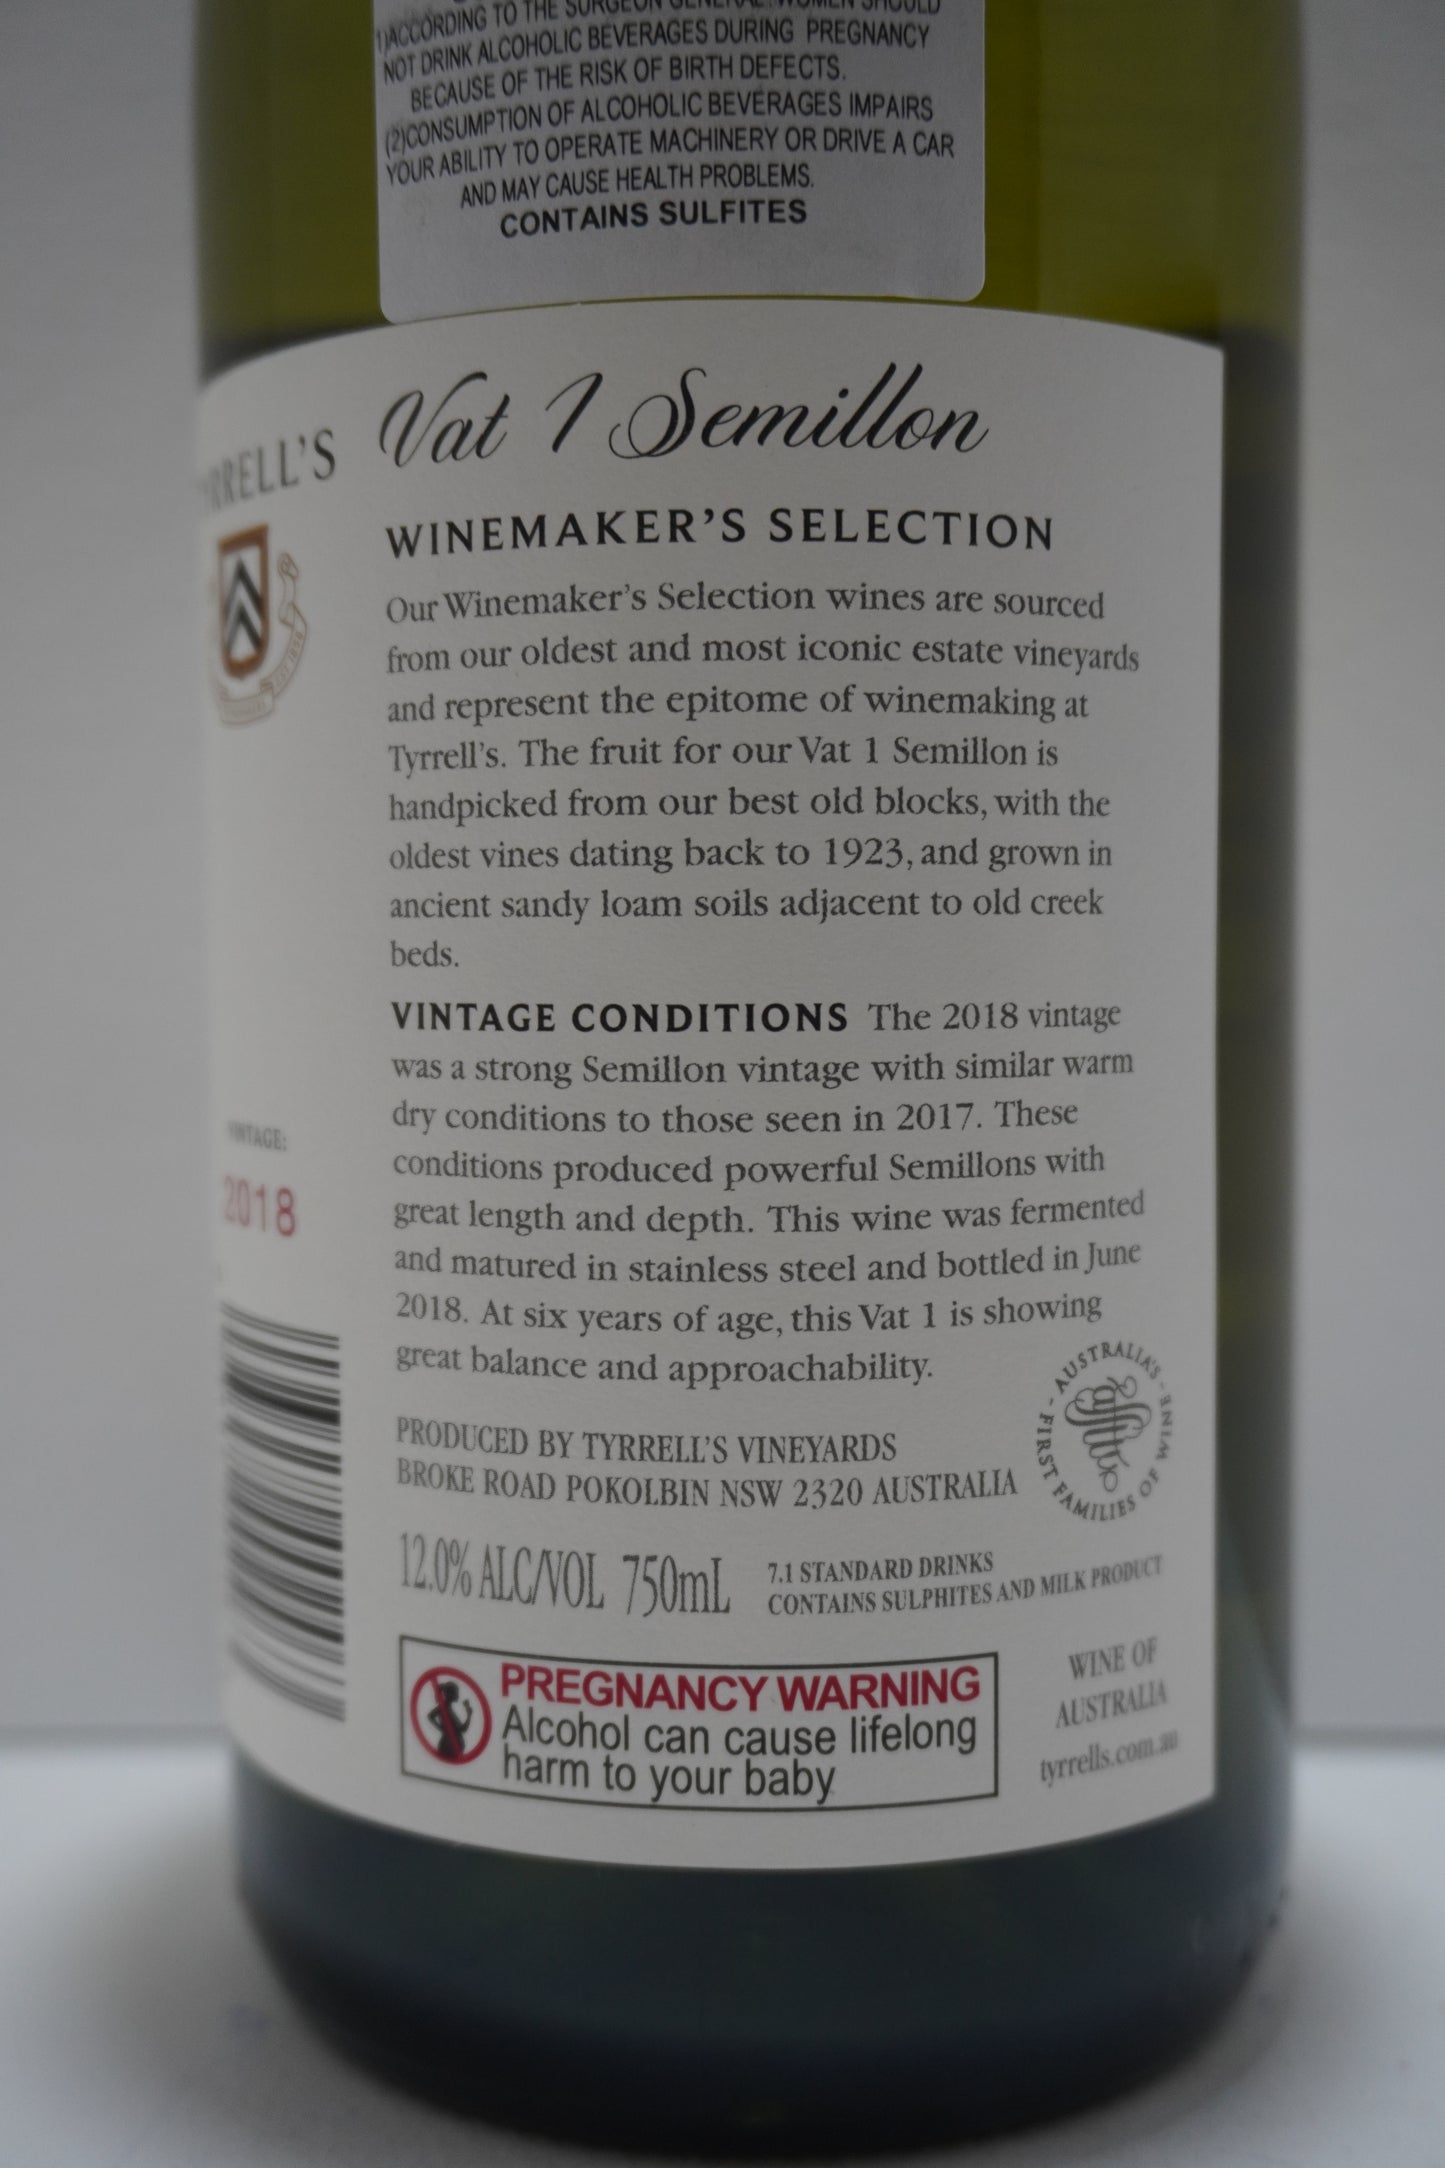 1)ACCORDING TO THE SURGEON GENERAL WOMEN SHOULD
NOT DRINK ALCOHOLIC BEVERAGES DURING PREGNANCY
BECAUSE OF THE RISK OF BIRTH DEFECTS.
(2)CONSUMPTION OF ALCOHOLIC BEVERAGES IMPAIRS
YOUR ABILITY TO OPERATE MACHINERY OR DRIVE A CAR
AND MAY CAUSE HEALTH PROBLEMS.
CONTAINS SULFITES
YRRELL'S
Vat 1 Semillon
WINEMAKER'S SELECTION
Our Winemaker's Selection wines are sourced
from our oldest and most iconic estate vineyards
and represent the epitome of winemaking at
Tyrrell's. The fruit for our Vat 1 Semillon is
handpicked from our best old blocks, with the
oldest vines dating back to 1923, and grown in
ancient sandy loam soils adjacent to old creek
beds.
VINTAGE CONDITIONS The 2018 vintage
was a strong Semillon vintage with similar warm
dry conditions to those seen in 2017. These
conditions produced powerful Semillons with
great length and depth. This wine was fermented
and matured in stainless steel and bottled in June
2018. At six years of age, this Vat 1 is showing
great balance and approachability.
VINTAGE:
2018
PRODUCED BY TYRRELL'S VINEYARDS
BROKE ROAD POKOLBIN NSW 2320 AUSTRALIA
AUSTRALIA'S - FIRST FAMILIES OF WINE -
12.0% ALC/VOL 750mL
7.1 STANDARD DRINKS
CONTAINS SULPHITES AND MILK PRODUCT
PREGNANCY WARNING
Alcohol can cause lifelong
harm to your baby
WINE OF
AUSTRALIA
tyrrells.com.au